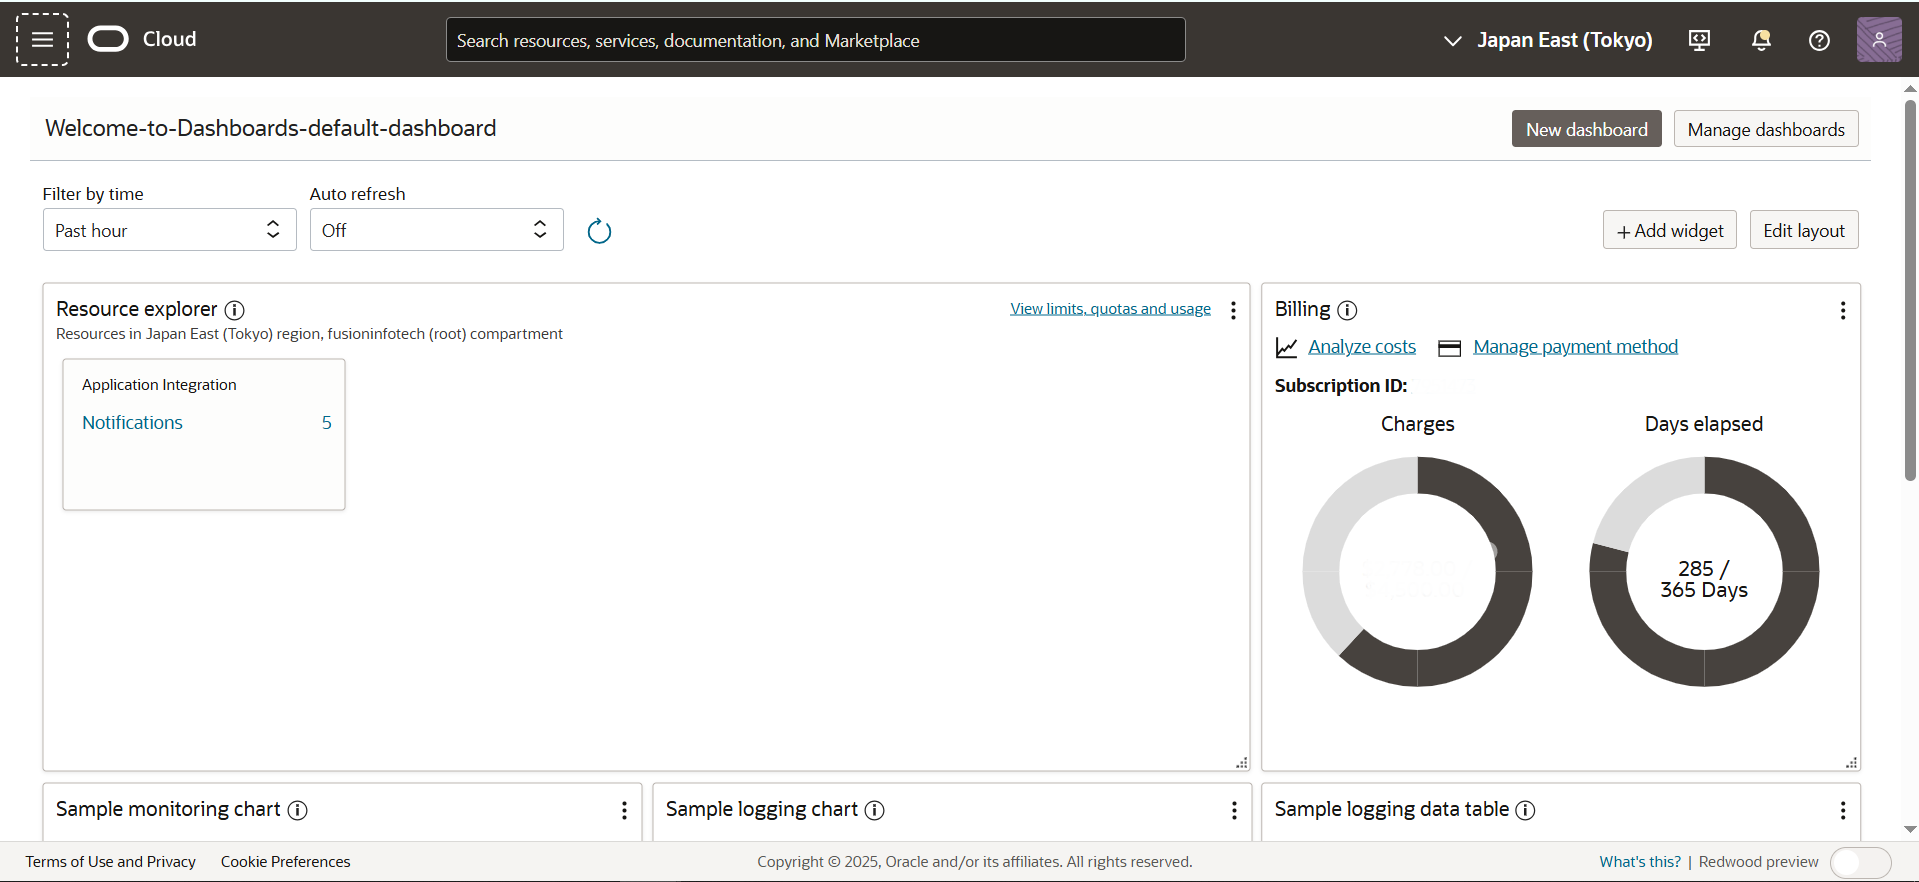 Cloud
Search resources, services, documentation, and Marketplace
Japan East (Tokyo)
Welcome-to-Dashboards-default-dashboard
New dashboard
Manage dashboards
Filter by time
Auto refresh
Past hour
Off
+ Add widget
Edit layout
Resource explorer
View limits, quotas and usage
Resources in Japan East (Tokyo) region, fusioninfotech (root) compartment
Application Integration
Notifications 5
Billing
Analyze costs
Manage payment method
Subscription ID:
Charges
Days elapsed
285 /
365 Days
Sample monitoring chart
Sample logging chart
Sample logging data table
Terms of Use and Privacy
Cookie Preferences
Copyright © 2025, Oracle and/or its affiliates. All rights reserved.
What's this? | Redwood preview